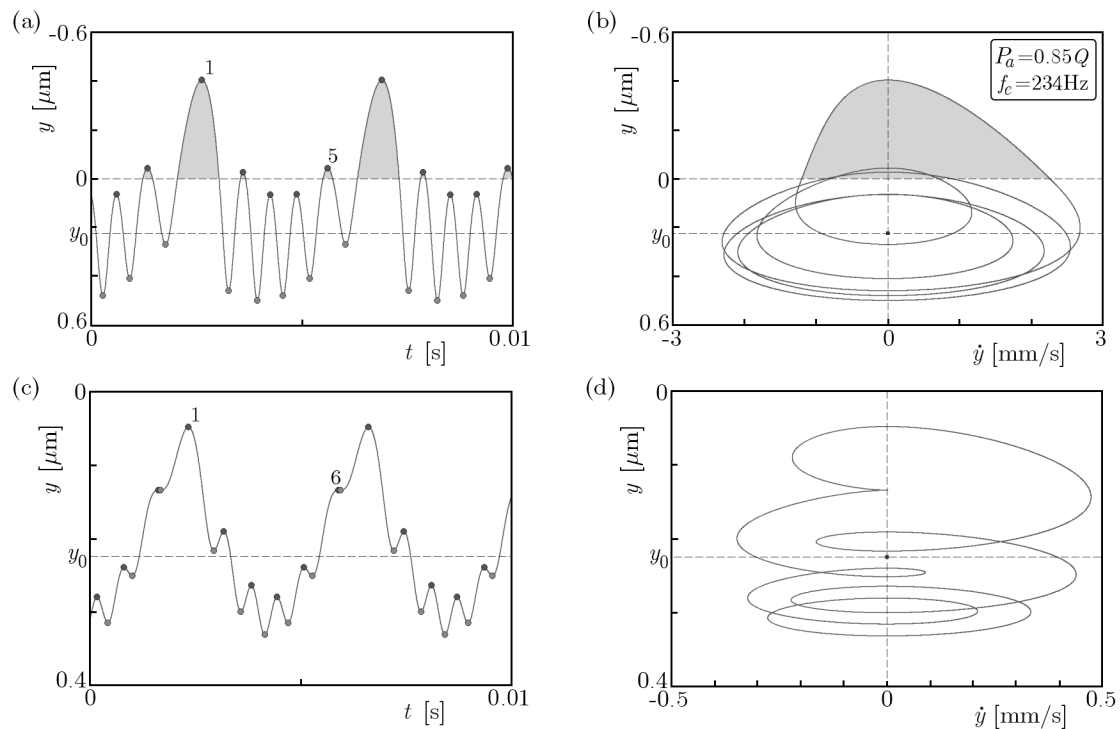 (a)
-0.6
y [μm]
0
y₀
0.6
1
5
0
0.01
t [s]
(b)
-0.6
y [μm]
0
y₀
0.6
Pₐ=0.85Q
f_c=234Hz
-3
0
3
ẏ [mm/s]
(c)
0
y [μm]
y₀
0.4
1
6
0
0.01
t [s]
(d)
0
y [μm]
y₀
0.4
-0.5
0
0.5
ẏ [mm/s]